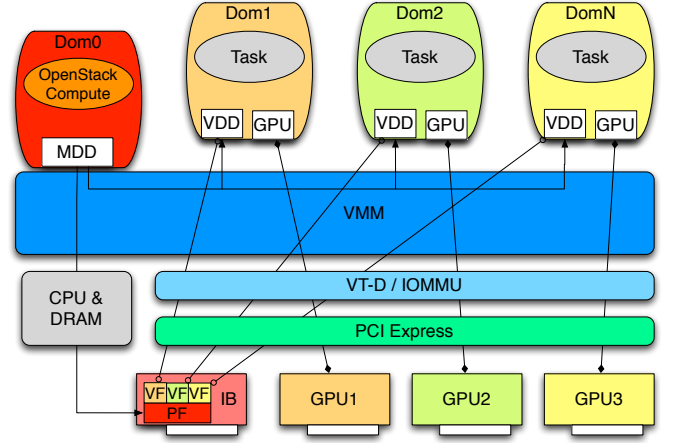 Dom0
OpenStack
Compute
MDD
Dom1
Task
VDD
GPU
Dom2
Task
VDD
GPU
DomN
Task
VDD
GPU
VMM
CPU &
DRAM
VT-D / IOMMU
PCI Express
VF
VF
VF
IB
PF
GPU1
GPU2
GPU3